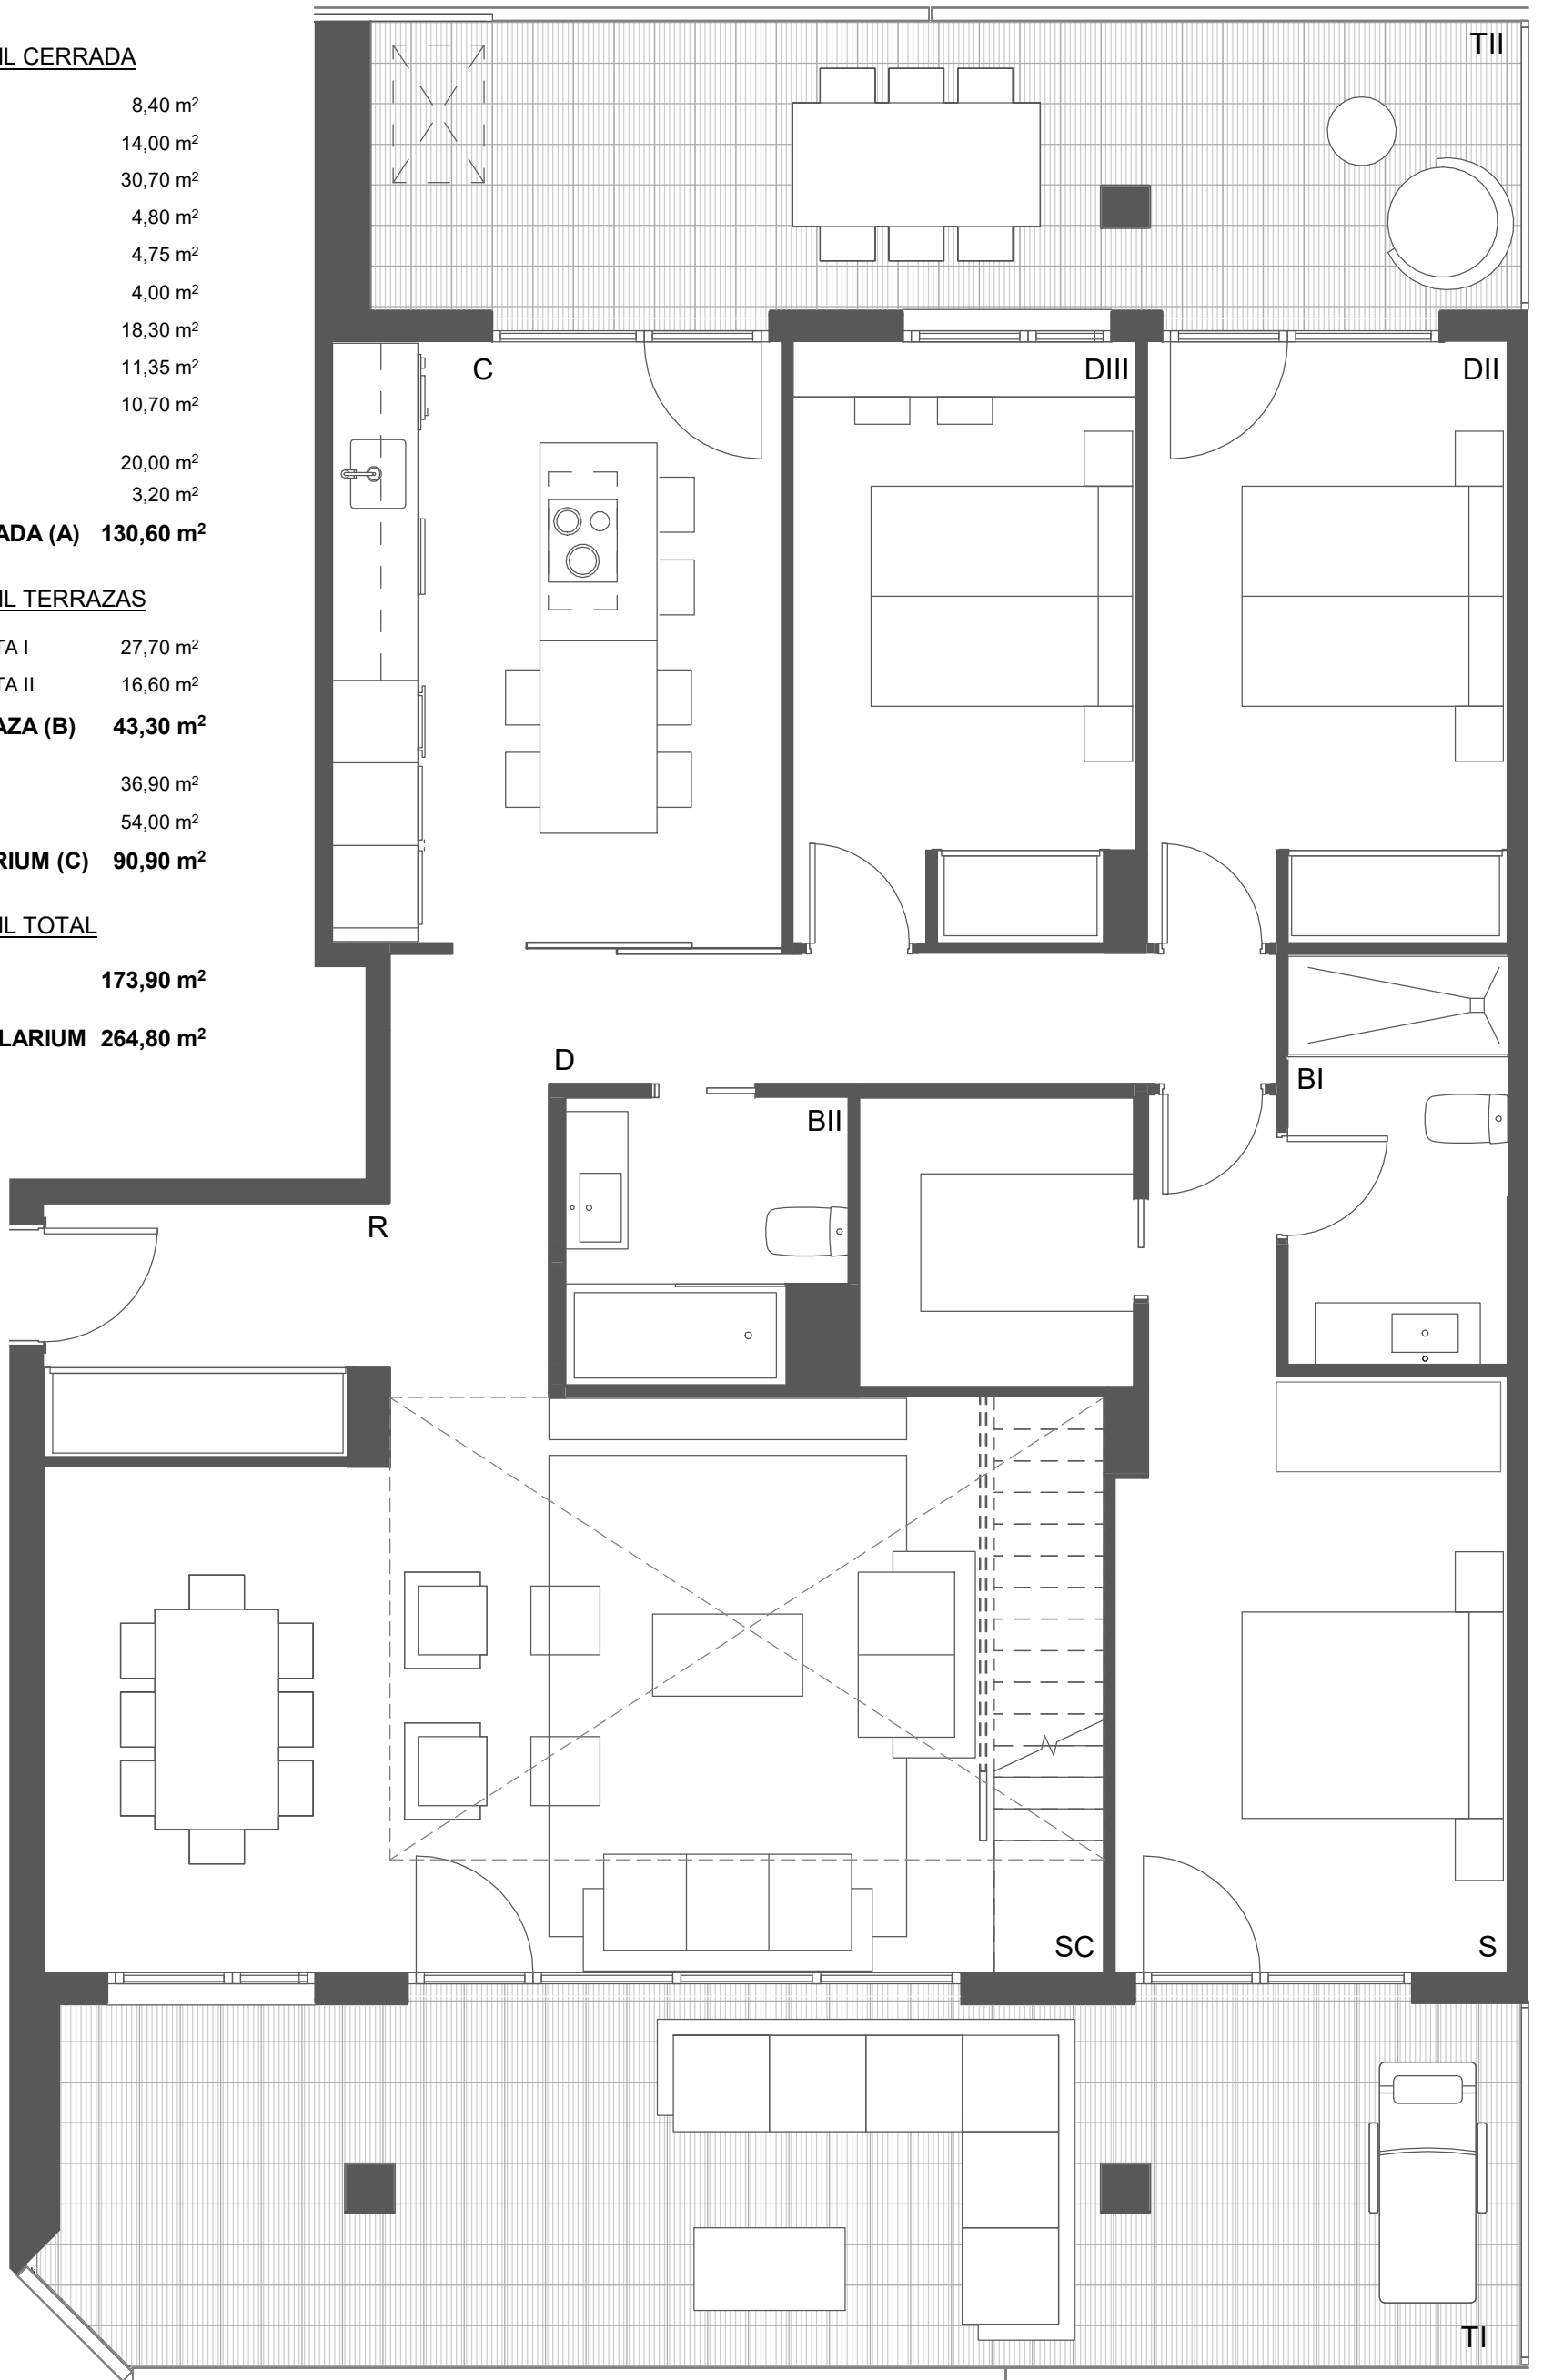 IL CERRADA
8,40 m²
14,00 m²
30,70 m²
4,80 m²
4,75 m²
4,00 m²
18,30 m²
11,35 m²
10,70 m²
20,00 m²
3,20 m²
ADA (A) 130,60 m²
IL TERRAZAS
TA I 27,70 m²
TA II 16,60 m²
AZA (B) 43,30 m²
36,90 m²
54,00 m²
RIUM (C) 90,90 m²
IL TOTAL
173,90 m²
LARIUM 264,80 m²
TII
C
DIII
DII
D
BI
BII
R
SC
S
TI